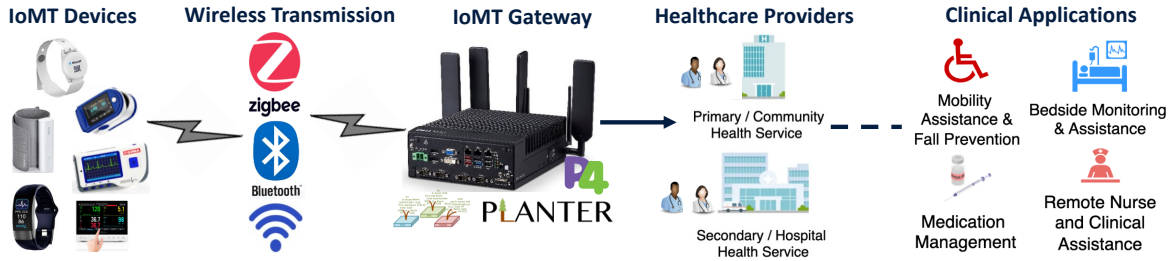 IoMT Devices
Wireless Transmission
IoMT Gateway
Healthcare Providers
Clinical Applications
zigbee
Bluetooth
P4
PLANTER
Primary / Community
Health Service
Secondary / Hospital
Health Service
Mobility
Assistance &
Fall Prevention
Bedside Monitoring
& Assistance
Medication
Management
Remote Nurse
and Clinical
Assistance